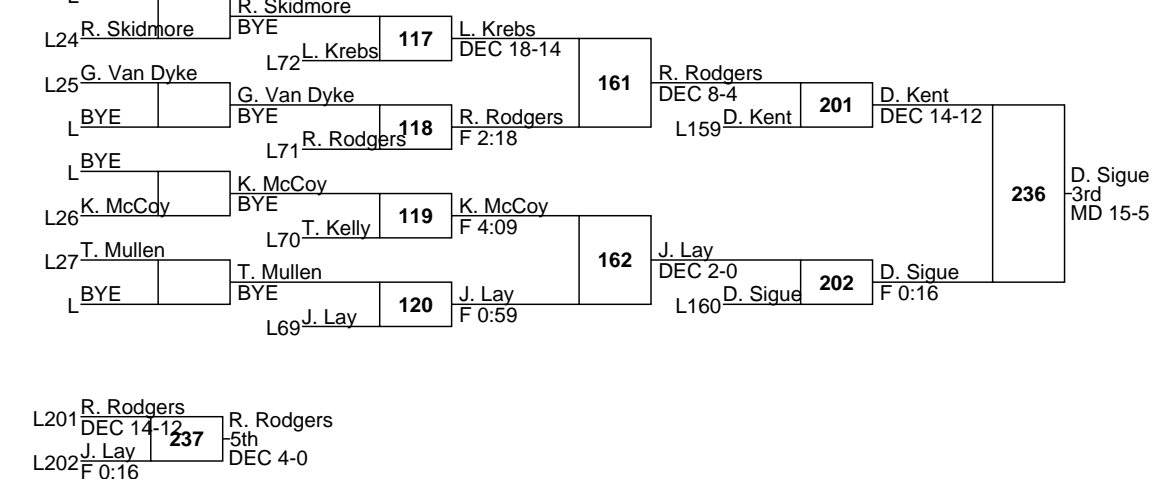 R. Skidmore
L24 R. Skidmore
BYE
117
L. Krebs
L72 L. Krebs
DEC 18-14
L25 G. Van Dyke
161
R. Rodgers
DEC 8-4
G. Van Dyke
BYE
201
D. Kent
L159 D. Kent
DEC 14-12
L BYE
118
R. Rodgers
L71 R. Rodgers
F 2:18
L BYE
K. McCoy
BYE
236
D. Sigue
3rd
MD 15-5
L26 K. McCoy
119
K. McCoy
L70 T. Kelly
F 4:09
L27 T. Mullen
162
J. Lay
DEC 2-0
T. Mullen
BYE
202
D. Sigue
L160 D. Sigue
F 0:16
L BYE
120
J. Lay
L69 J. Lay
F 0:59
L201 R. Rodgers
DEC 14-12
237
R. Rodgers
5th
DEC 4-0
L202 J. Lay
F 0:16